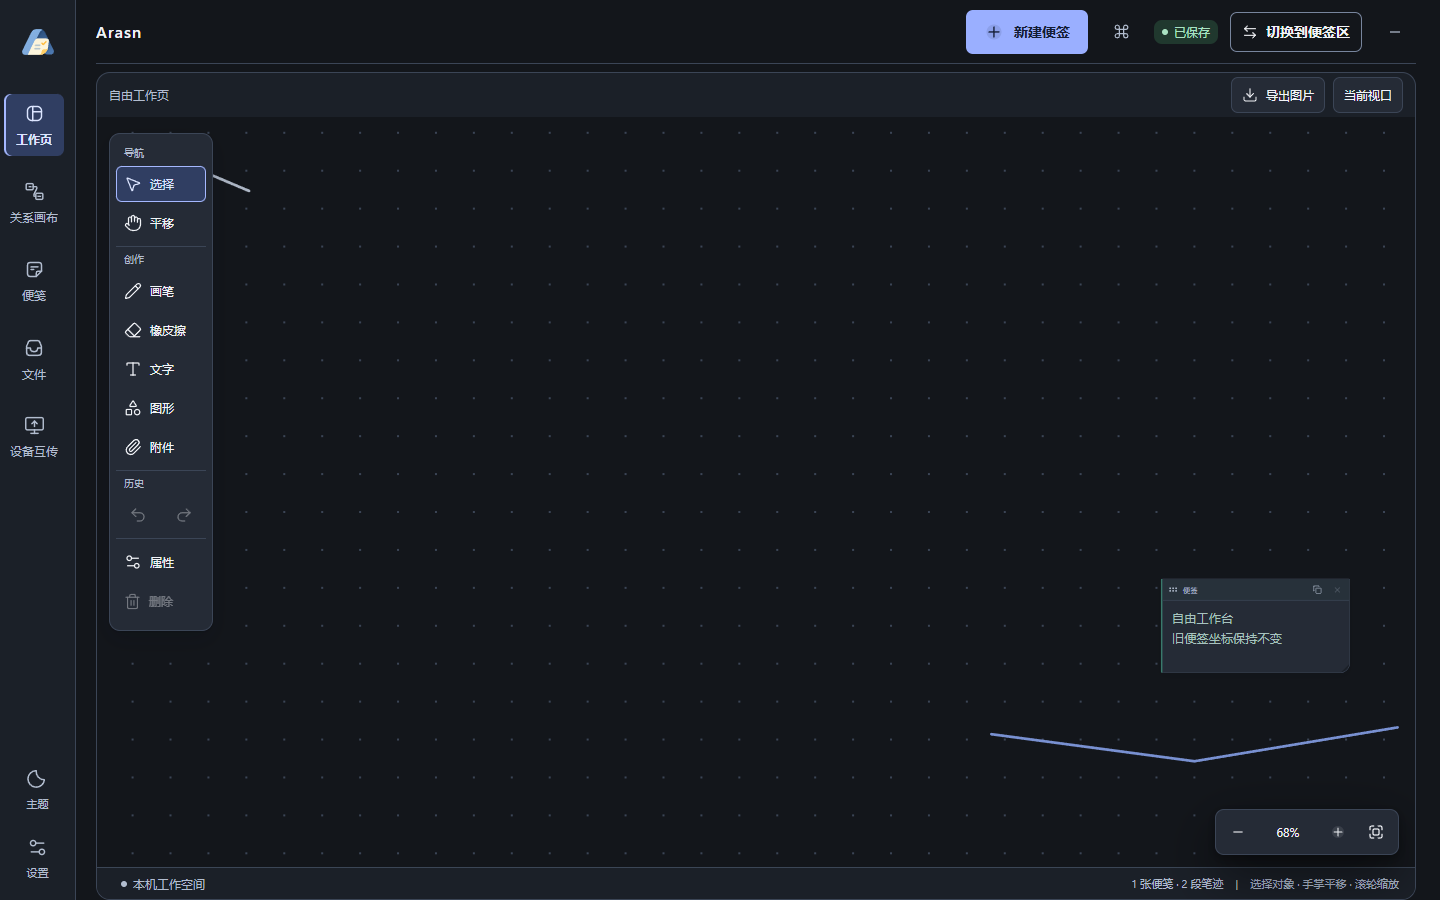 Arasn
新建便签
已保存
切换到便签区
工作页
关系画布
便笺
文件
设备互传
主题
设置
自由工作页
导出图片
当前视口
导航
选择
平移
创作
画笔
橡皮擦
文字
图形
附件
历史
属性
删除
便签
自由工作台
旧便签坐标保持不变
68%
本机工作空间
1 张便笺 · 2 段笔迹 | 选择对象 · 手掌平移 · 滚轮缩放